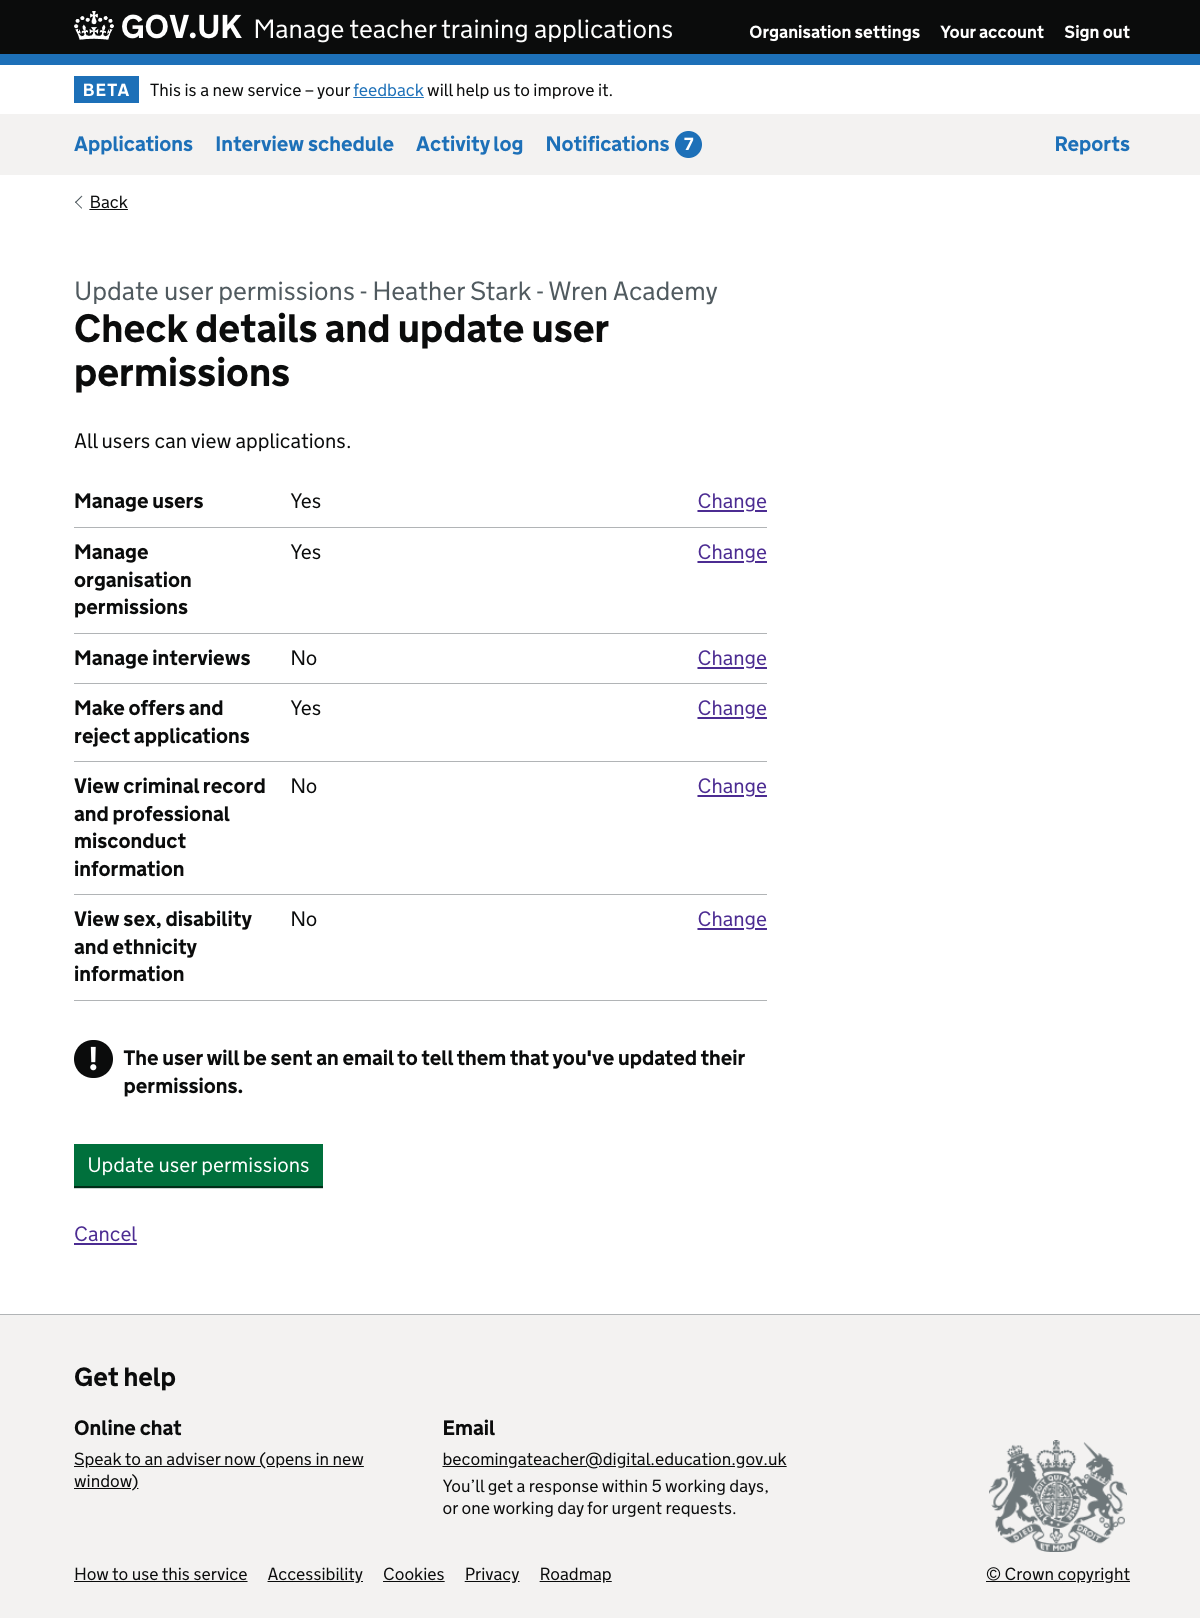 GOV.UK Manage teacher training applications Organisation settings Your account Sign out
BETA This is a new service – your feedback will help us to improve it.
Applications Interview schedule Activity log Notifications 7 Reports
Back
Update user permissions - Heather Stark - Wren Academy
Check details and update user
permissions
All users can view applications.
Manage users Yes Change
Manage Yes Change
organisation
permissions
Manage interviews No Change
Make offers and Yes Change
reject applications
View criminal record No Change
and professional
misconduct
information
View sex, disability No Change
and ethnicity
information
! The user will be sent an email to tell them that you've updated their
permissions.
Update user permissions
Cancel
Get help
Online chat
Speak to an adviser now (opens in new
window)
Email
becomingateacher@digital.education.gov.uk
You’ll get a response within 5 working days,
or one working day for urgent requests.
DIEU ET MON DROIT
How to use this service Accessibility Cookies Privacy Roadmap © Crown copyright